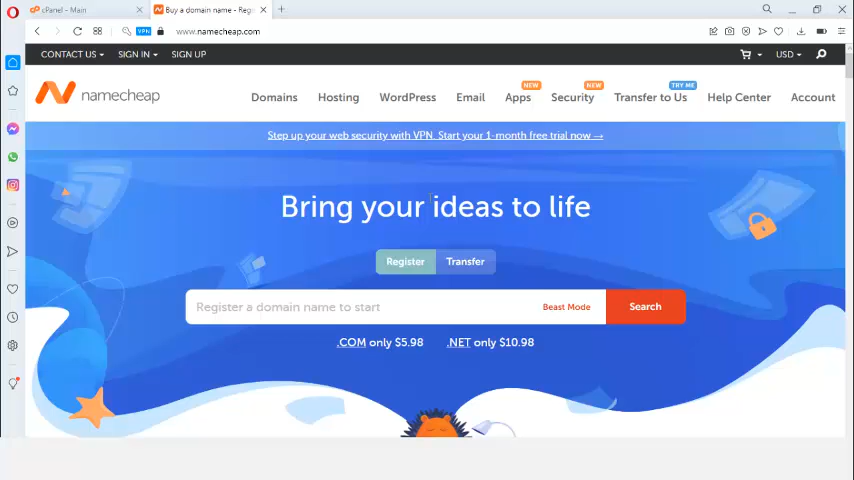 cPanel - Main
Buy a domain name - Regi
VPN
www.namecheap.com
CONTACT US
SIGN IN
SIGN UP
USD
NEW
NEW
TRY ME
namecheap
Domains
Hosting
WordPress
Email
Apps
Security
Transfer to Us
Help Center
Account
Step up your web security with VPN. Start your 1-month free trial now →
Bring your ideas to life
Register
Transfer
Register a domain name to start
Beast Mode
Search
.COM only $5.98
.NET only $10.98